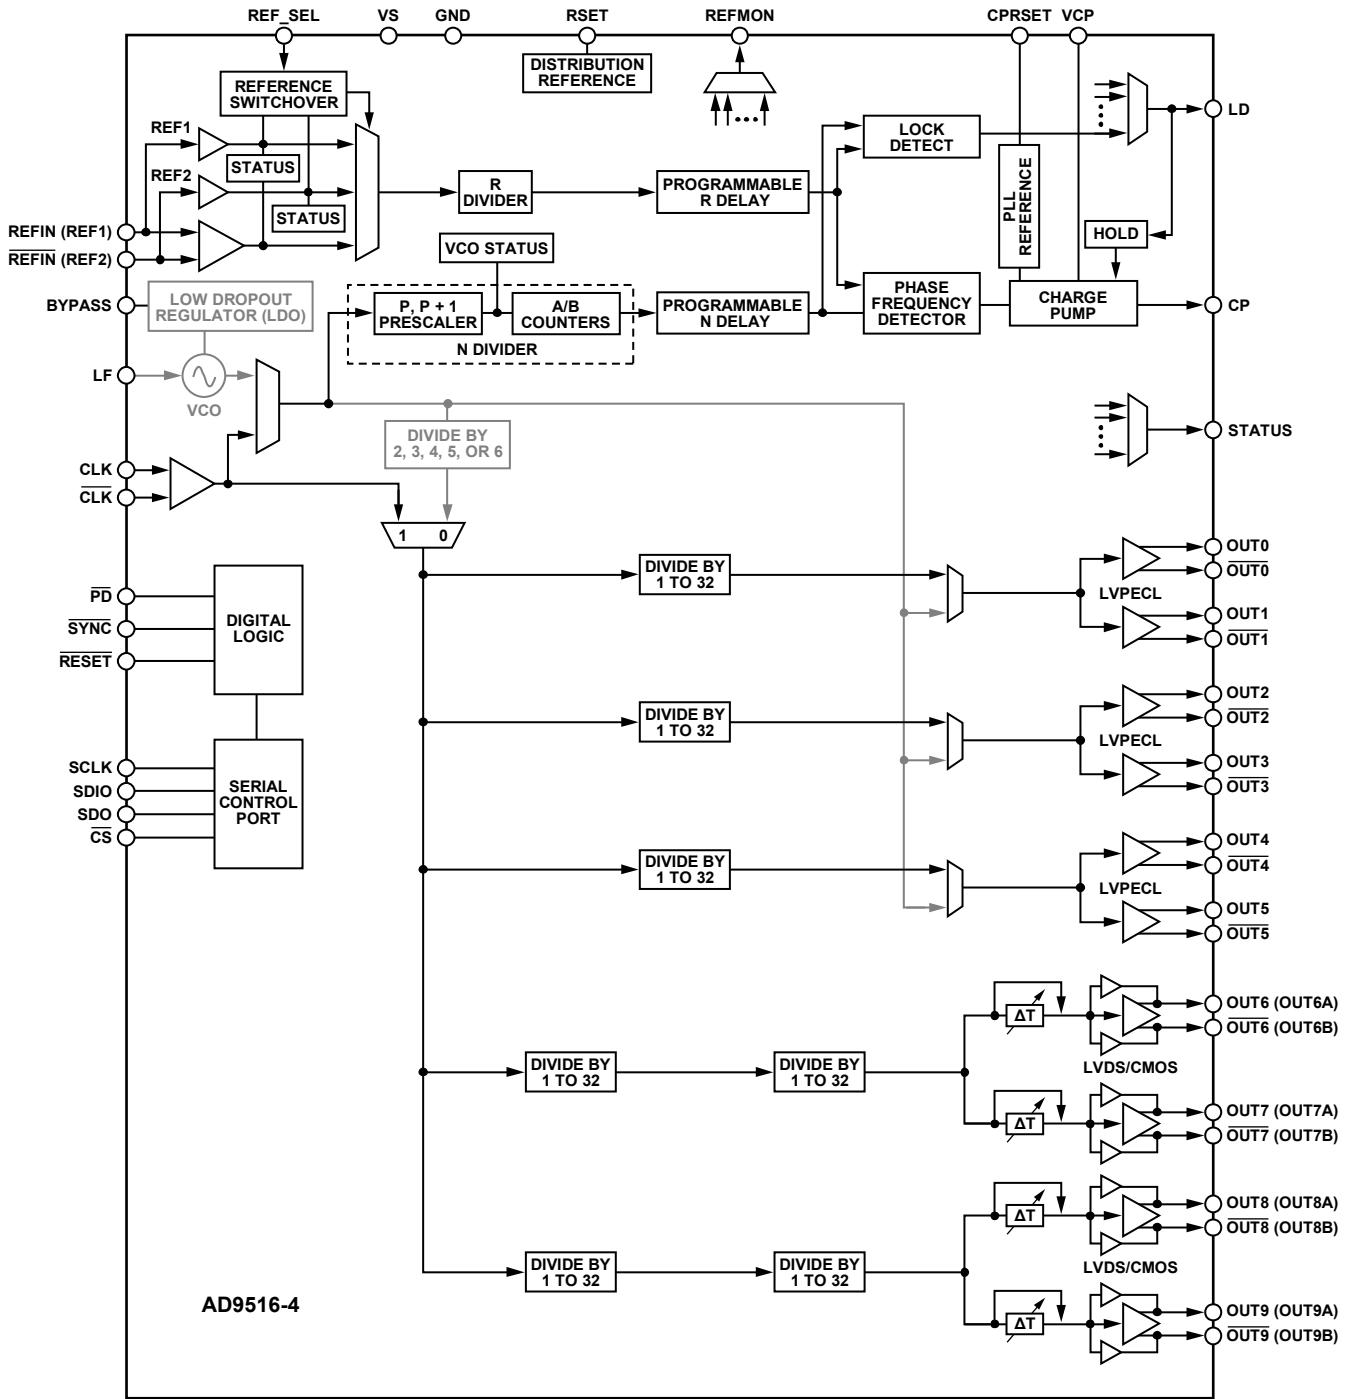 REF_SEL VS GND RSET REFMON CPRSET VCP
DISTRIBUTION
REFERENCE
REFERENCE
SWITCHOVER
REF1
STATUS
REF2
STATUS
REFIN (REF1)
REFIN (REF2)
R
DIVIDER
PROGRAMMABLE
R DELAY
LOCK
DETECT
LD
PLL
REFERENCE
HOLD
VCO STATUS
BYPASS
LOW DROPOUT
REGULATOR (LDO)
P, P + 1
PRESCALER
A/B
COUNTERS
N DIVIDER
PROGRAMMABLE
N DELAY
PHASE
FREQUENCY
DETECTOR
CHARGE
PUMP
CP
LF
VCO
STATUS
DIVIDE BY
2, 3, 4, 5, OR 6
CLK
CLK
1 0
DIVIDE BY
1 TO 32
LVPECL
OUT0
OUT0
OUT1
OUT1
PD
SYNC
RESET
DIGITAL
LOGIC
DIVIDE BY
1 TO 32
LVPECL
OUT2
OUT2
OUT3
OUT3
SCLK
SDIO
SDO
CS
SERIAL
CONTROL
PORT
DIVIDE BY
1 TO 32
LVPECL
OUT4
OUT4
OUT5
OUT5
DIVIDE BY
1 TO 32
DIVIDE BY
1 TO 32
ΔT
ΔT
LVDS/CMOS
OUT6 (OUT6A)
OUT6 (OUT6B)
OUT7 (OUT7A)
OUT7 (OUT7B)
DIVIDE BY
1 TO 32
DIVIDE BY
1 TO 32
ΔT
ΔT
LVDS/CMOS
OUT8 (OUT8A)
OUT8 (OUT8B)
OUT9 (OUT9A)
OUT9 (OUT9B)
AD9516-4